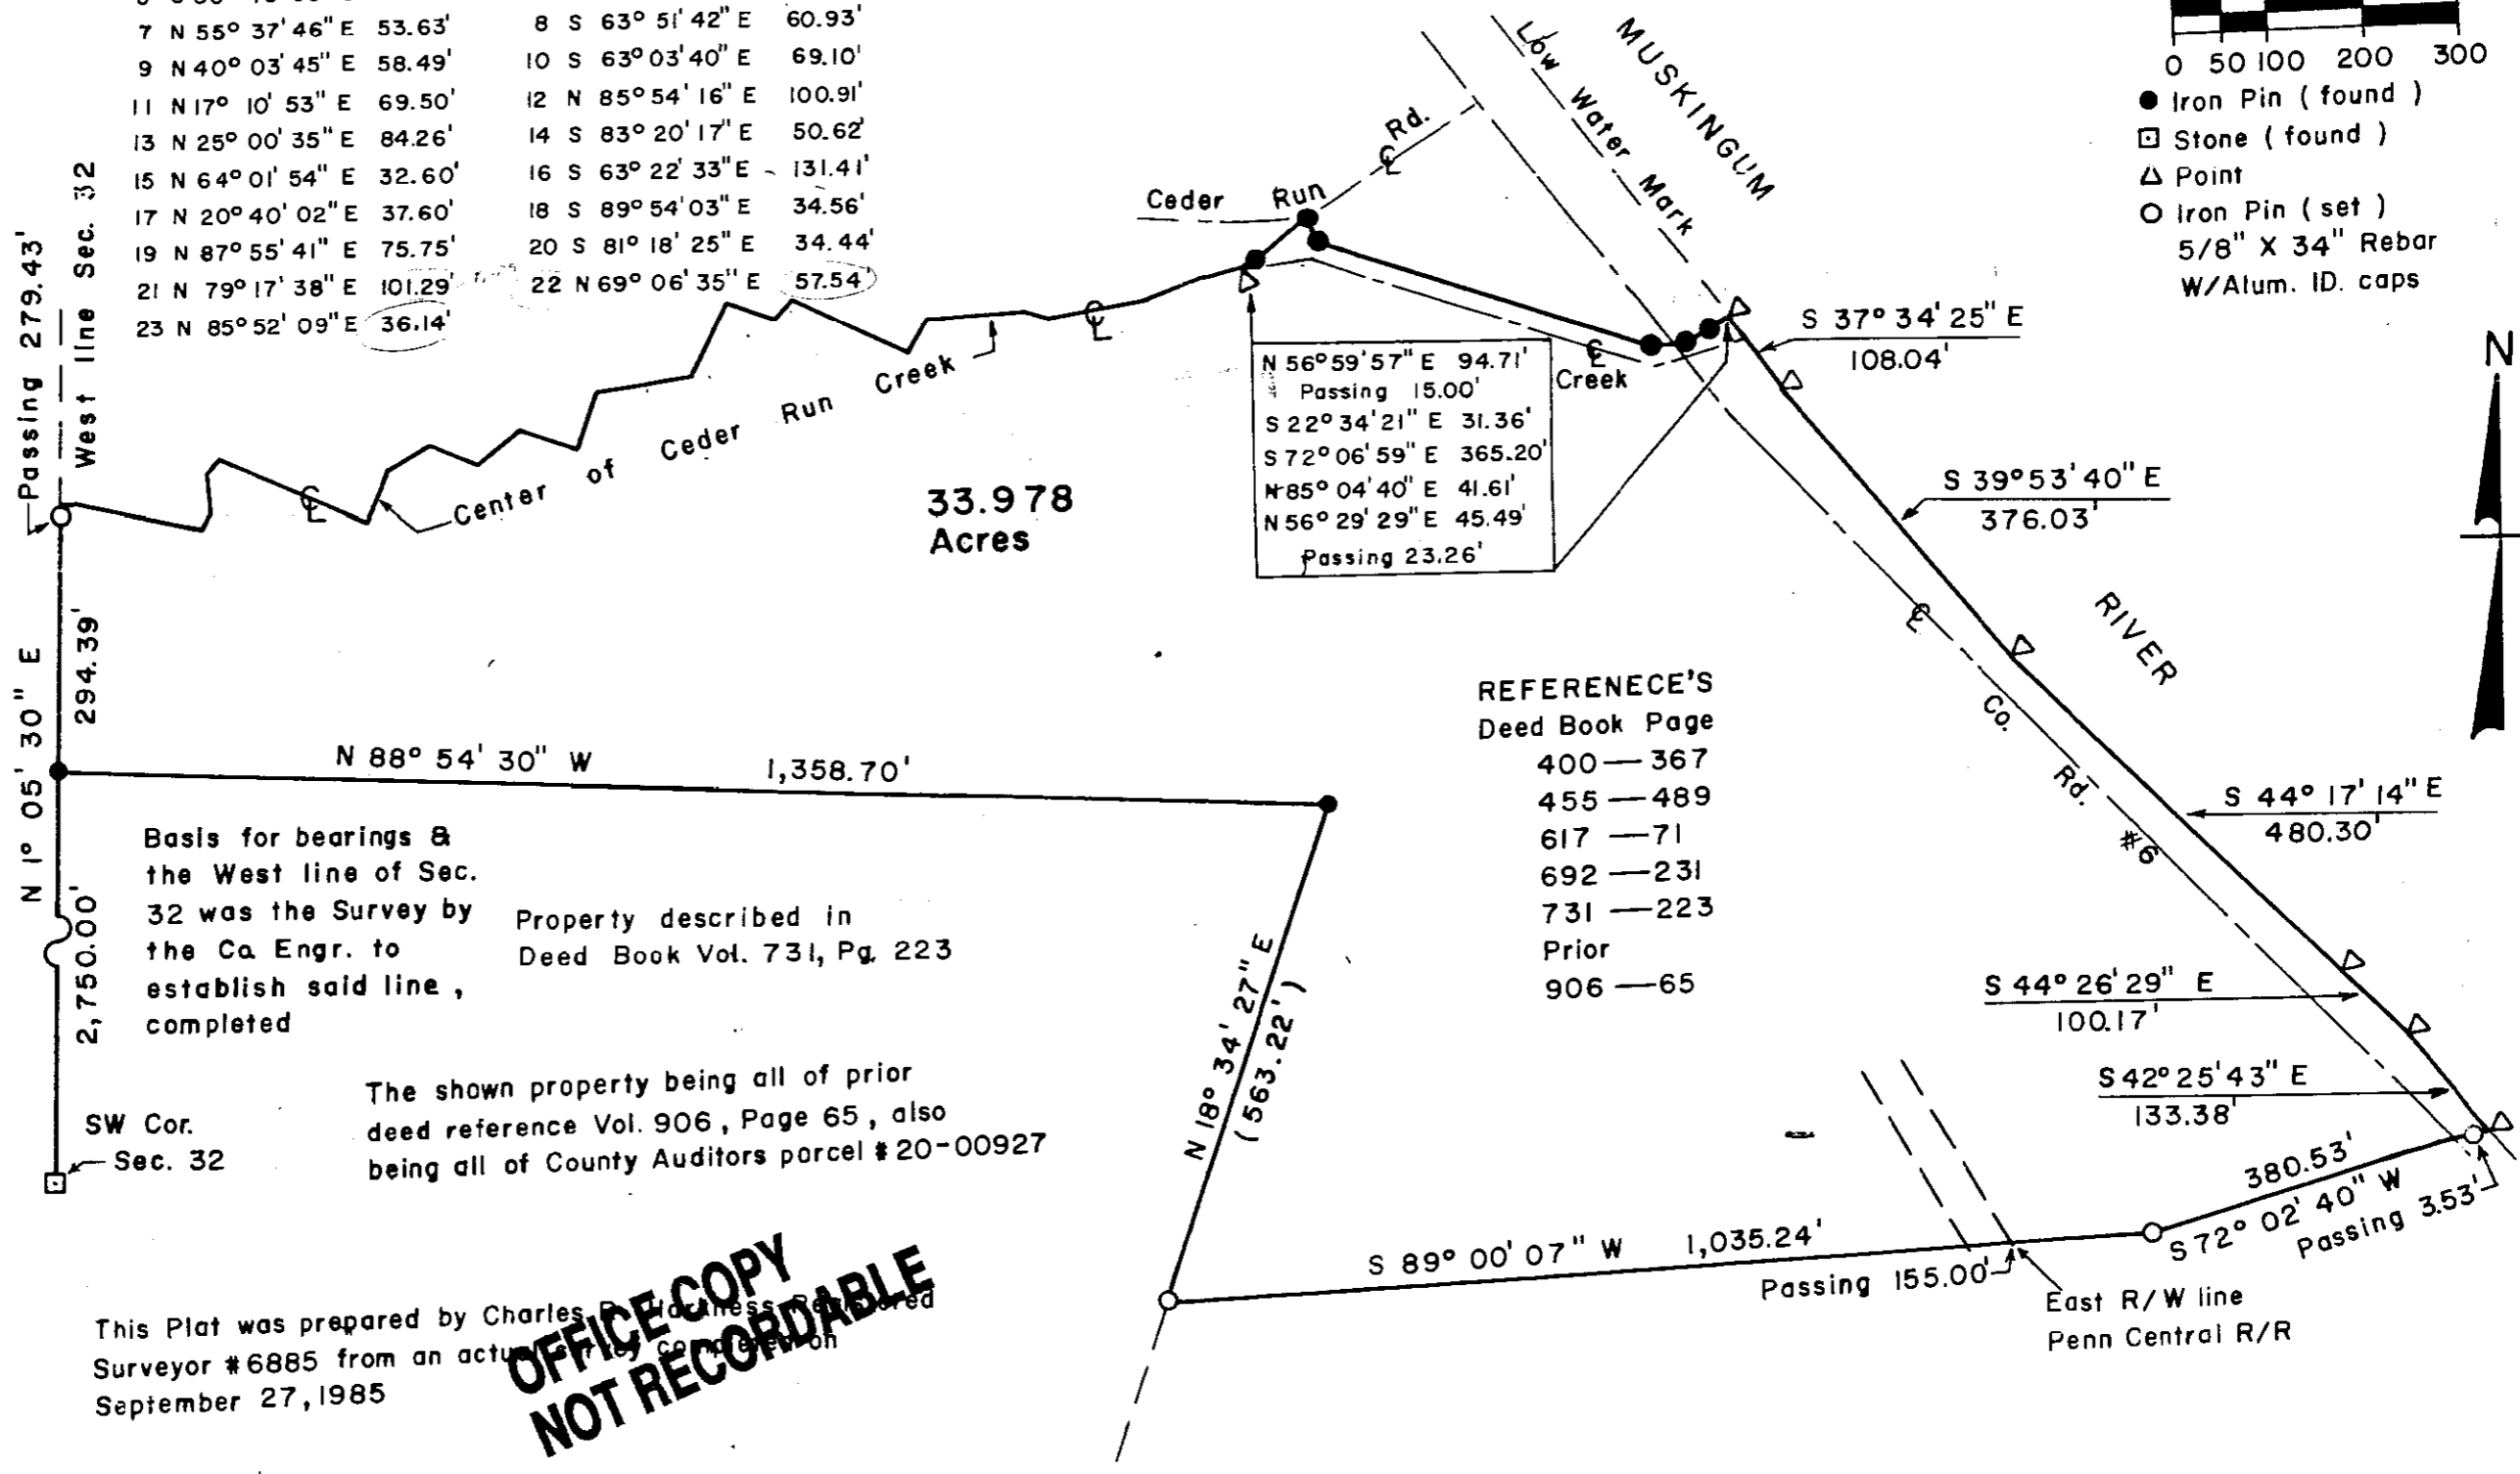 7 N 55° 37' 46" E 53.63'
8 S 63° 51' 42" E 60.93'
9 N 40° 03' 45" E 58.49'
10 S 63° 03' 40" E 69.10'
11 N 17° 10' 53" E 69.50'
12 N 85° 54' 16" E 100.91'
13 N 25° 00' 35" E 84.26'
14 S 83° 20' 17" E 50.62'
15 N 64° 01' 54" E 32.60'
16 S 63° 22' 33" E 131.41'
17 N 20° 40' 02" E 37.60'
18 S 89° 54' 03" E 34.56'
19 N 87° 55' 41" E 75.75'
20 S 81° 18' 25" E 34.44'
21 N 79° 17' 38" E 101.29'
22 N 69° 06' 35" E 57.54'
23 N 85° 52' 09" E 36.14'
0 50 100 200 300
Iron Pin ( found )
Stone ( found )
Point
Iron Pin ( set )
5/8" X 34" Rebar
W/Alum. ID. caps
N
MUSKINGUM
RIVER
Low Water Mark
Ceder Run Rd.
Passing 279.43'
West line Sec. 32
Center of Ceder Run Creek
Creek
N 56° 59' 57" E 94.71'
Passing 15.00'
S 22° 34' 21" E 31.36'
S 72° 06' 59" E 365.20'
N 85° 04' 40" E 41.61'
N 56° 29' 29" E 45.49'
Passing 23.26'
S 37° 34' 25" E
108.04'
S 39° 53' 40" E
376.03'
33.978
Acres
Co. Rd. #6
N 1° 05' 30" E
294.39'
2,750.00'
N 88° 54' 30" W 1,358.70'
REFERENECE'S
Deed Book Page
400 — 367
455 — 489
617 — 71
692 — 231
731 — 223
Prior
906 — 65
S 44° 17' 14" E
480.30'
S 44° 26' 29" E
100.17'
S 42° 25' 43" E
133.38'
Basis for bearings &
the West line of Sec.
32 was the Survey by
the Co. Engr. to
establish said line ,
completed
Property described in
Deed Book Vol. 731, Pg. 223
N 18° 34' 27" E
(563.22')
The shown property being all of prior
deed reference Vol. 906 , Page 65 , also
being all of County Auditors parcel # 20-00927
SW Cor.
Sec. 32
380.53'
S 72° 02' 40" W
Passing 3.53'
S 89° 00' 07" W 1,035.24'
Passing 155.00'
East R/W line
Penn Central R/R
This Plat was prepared by Charles
Surveyor # 6885 from an
September 27, 1985
OFFICE COPY
NOT RECORDABLE